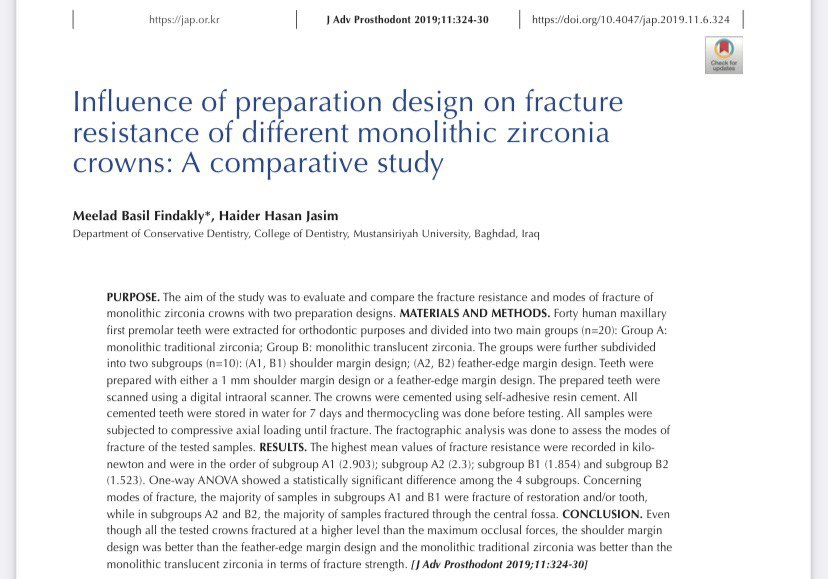 https://jap.or.kr J Adv Prosthodont 2019;11:324-30 https://doi.org/10.4047/jap.2019.11.6.324
Check for
updates
Influence of preparation design on fracture
resistance of different monolithic zirconia
crowns: A comparative study
Meelad Basil Findakly*, Haider Hasan Jasim
Department of Conservative Dentistry, College of Dentistry, Mustansiriyah University, Baghdad, Iraq
PURPOSE. The aim of the study was to evaluate and compare the fracture resistance and modes of fracture of
monolithic zirconia crowns with two preparation designs. MATERIALS AND METHODS. Forty human maxillary
first premolar teeth were extracted for orthodontic purposes and divided into two main groups (n=20): Group A:
monolithic traditional zirconia; Group B: monolithic translucent zirconia. The groups were further subdivided
into two subgroups (n=10): (A1, B1) shoulder margin design; (A2, B2) feather-edge margin design. Teeth were
prepared with either a 1 mm shoulder margin design or a feather-edge margin design. The prepared teeth were
scanned using a digital intraoral scanner. The crowns were cemented using self-adhesive resin cement. All
cemented teeth were stored in water for 7 days and thermocycling was done before testing. All samples were
subjected to compressive axial loading until fracture. The fractographic analysis was done to assess the modes of
fracture of the tested samples. RESULTS. The highest mean values of fracture resistance were recorded in kilo-
newton and were in the order of subgroup A1 (2.903); subgroup A2 (2.3); subgroup B1 (1.854) and subgroup B2
(1.523). One-way ANOVA showed a statistically significant difference among the 4 subgroups. Concerning
modes of fracture, the majority of samples in subgroups A1 and B1 were fracture of restoration and/or tooth,
while in subgroups A2 and B2, the majority of samples fractured through the central fossa. CONCLUSION. Even
though all the tested crowns fractured at a higher level than the maximum occlusal forces, the shoulder margin
design was better than the feather-edge margin design and the monolithic traditional zirconia was better than the
monolithic translucent zirconia in terms of fracture strength. [J Adv Prosthodont 2019;11:324-30]